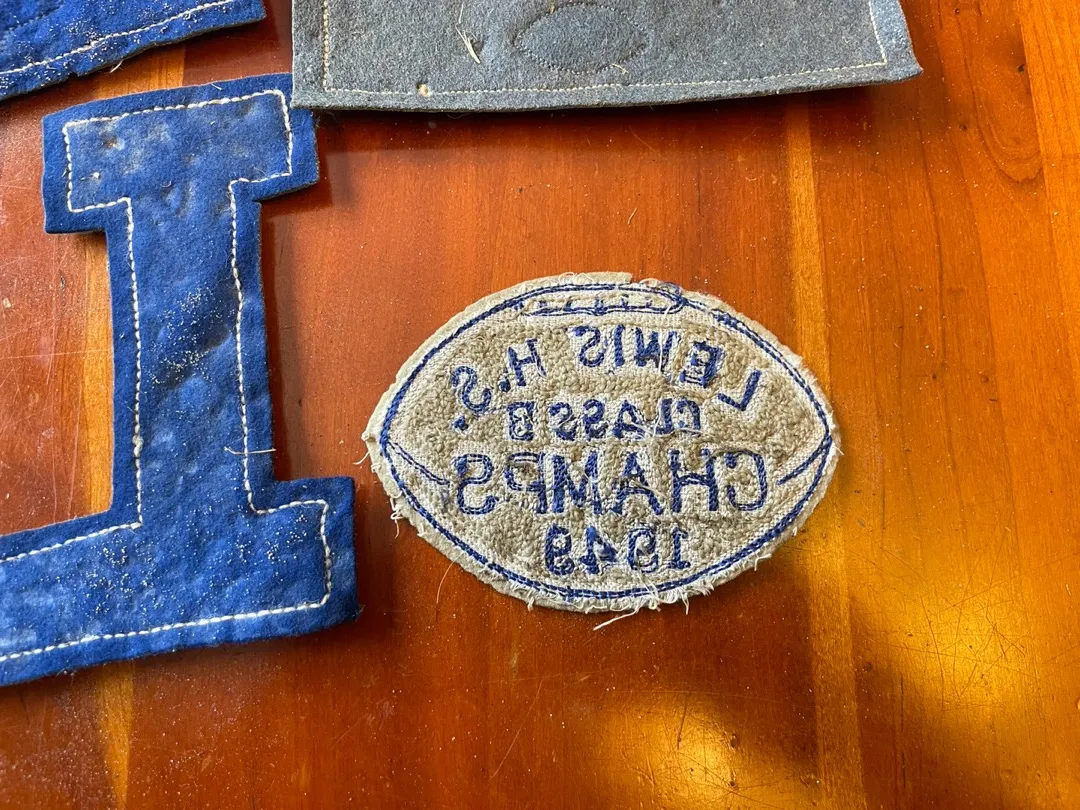 LEWIS H.S.
CLASS B
CHAMPS
1949